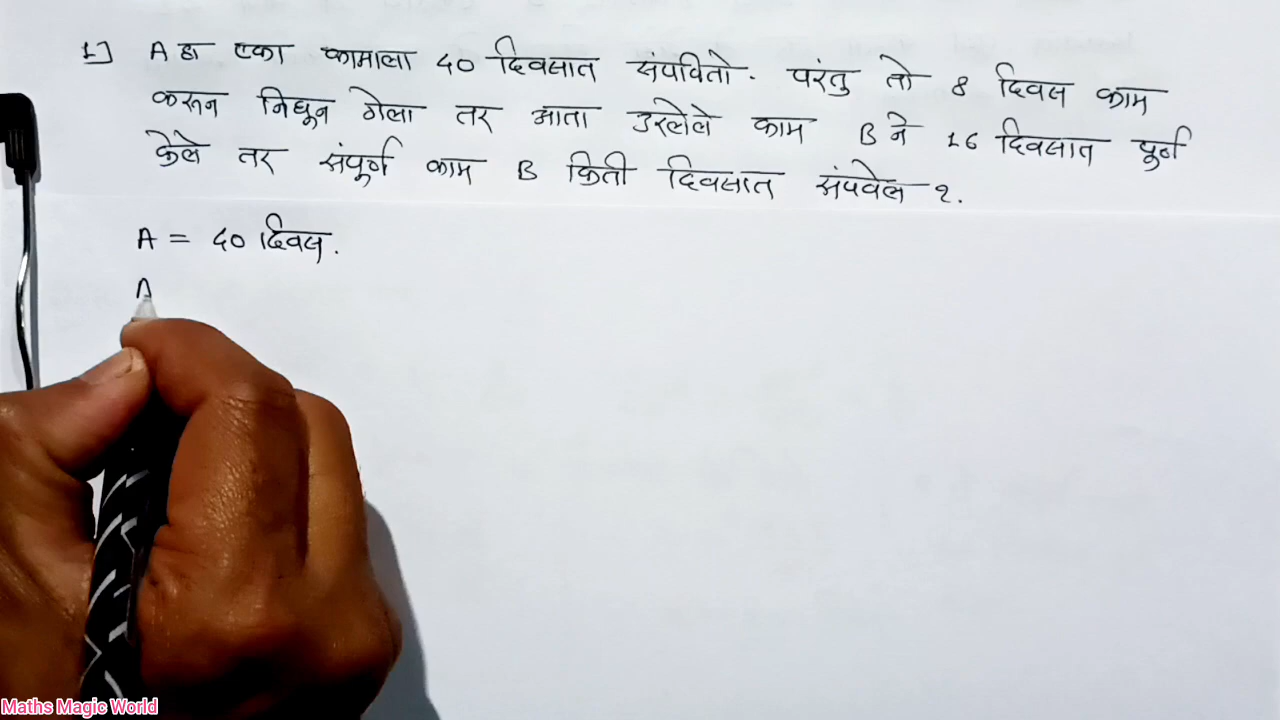 1] A हा एका कामाला 40 दिवसात संपवितो. परंतु तो 8 दिवस काम
करून निघून गेला तर आता उरलेले काम B ने 16 दिवसात पूर्ण
केले तर संपूर्ण काम B किती दिवसात संपवेल ?.
A = 40 दिवस.
A
Maths Magic World